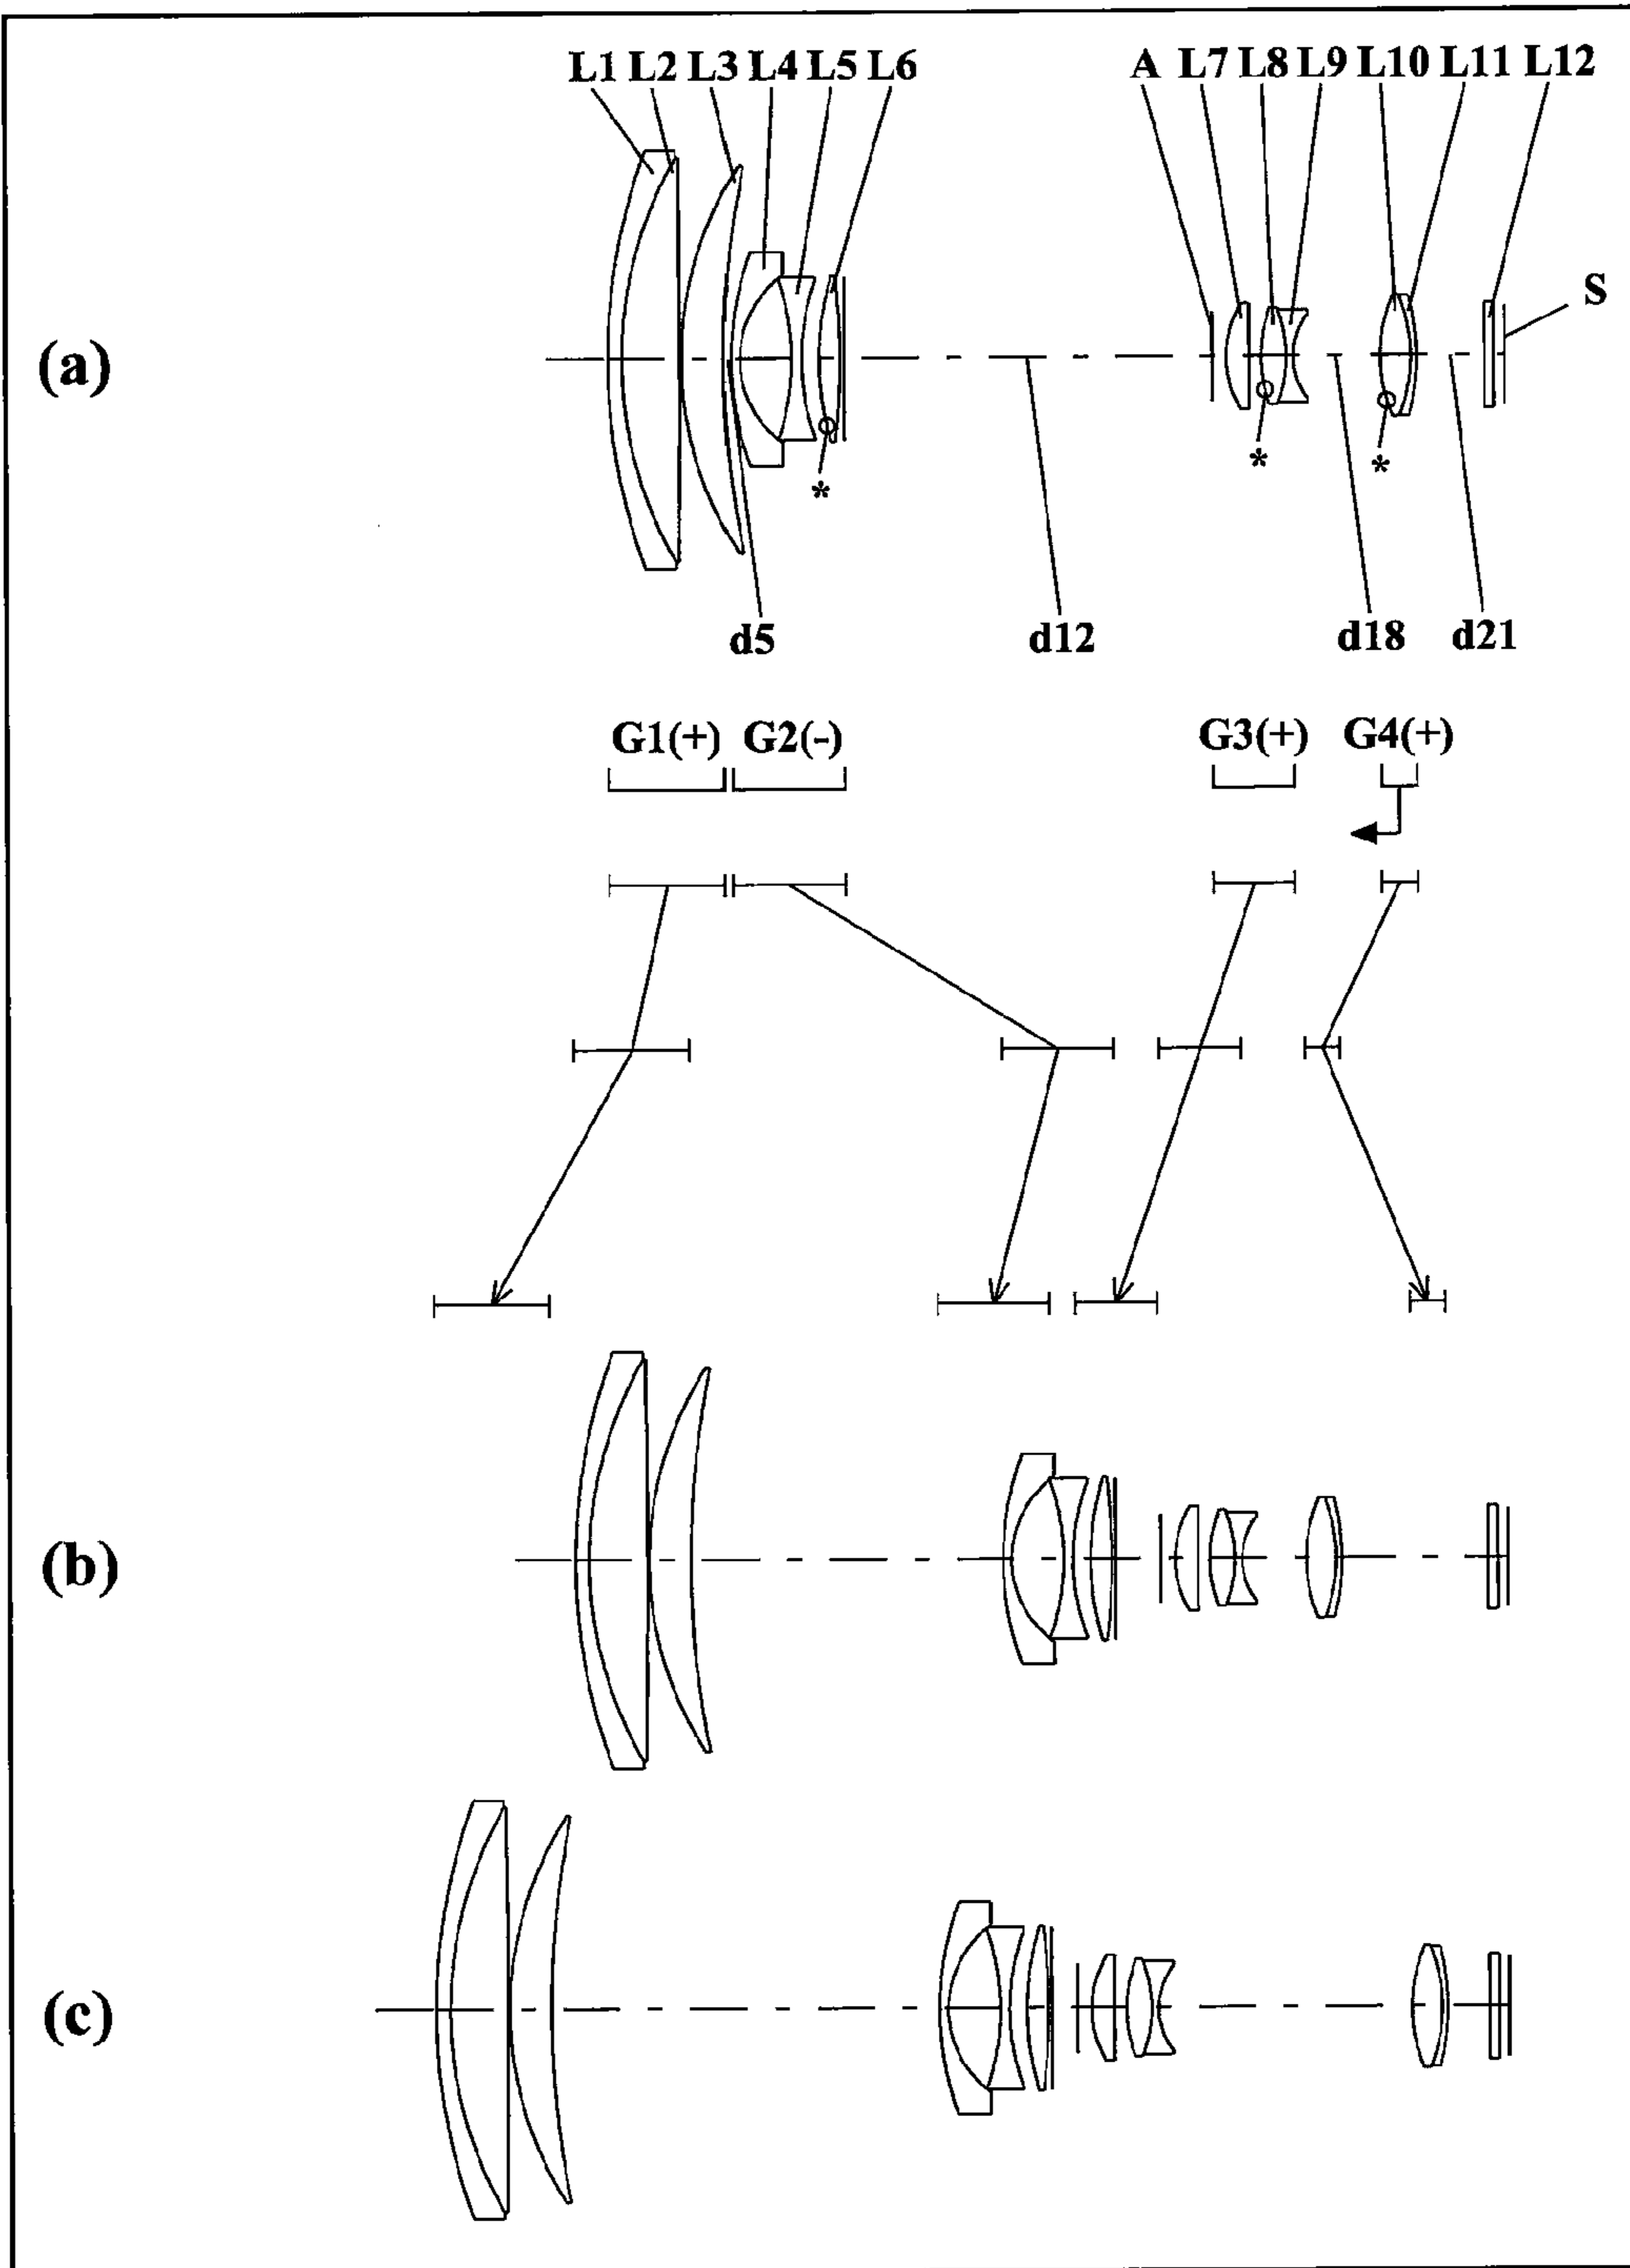 L1 L2 L3 L4 L5 L6 A L7 L8 L9 L10 L11 L12
S
(a)
* * *
d5 d12 d18 d21
G1(+) G2(-) G3(+) G4(+)
(b)
(c)